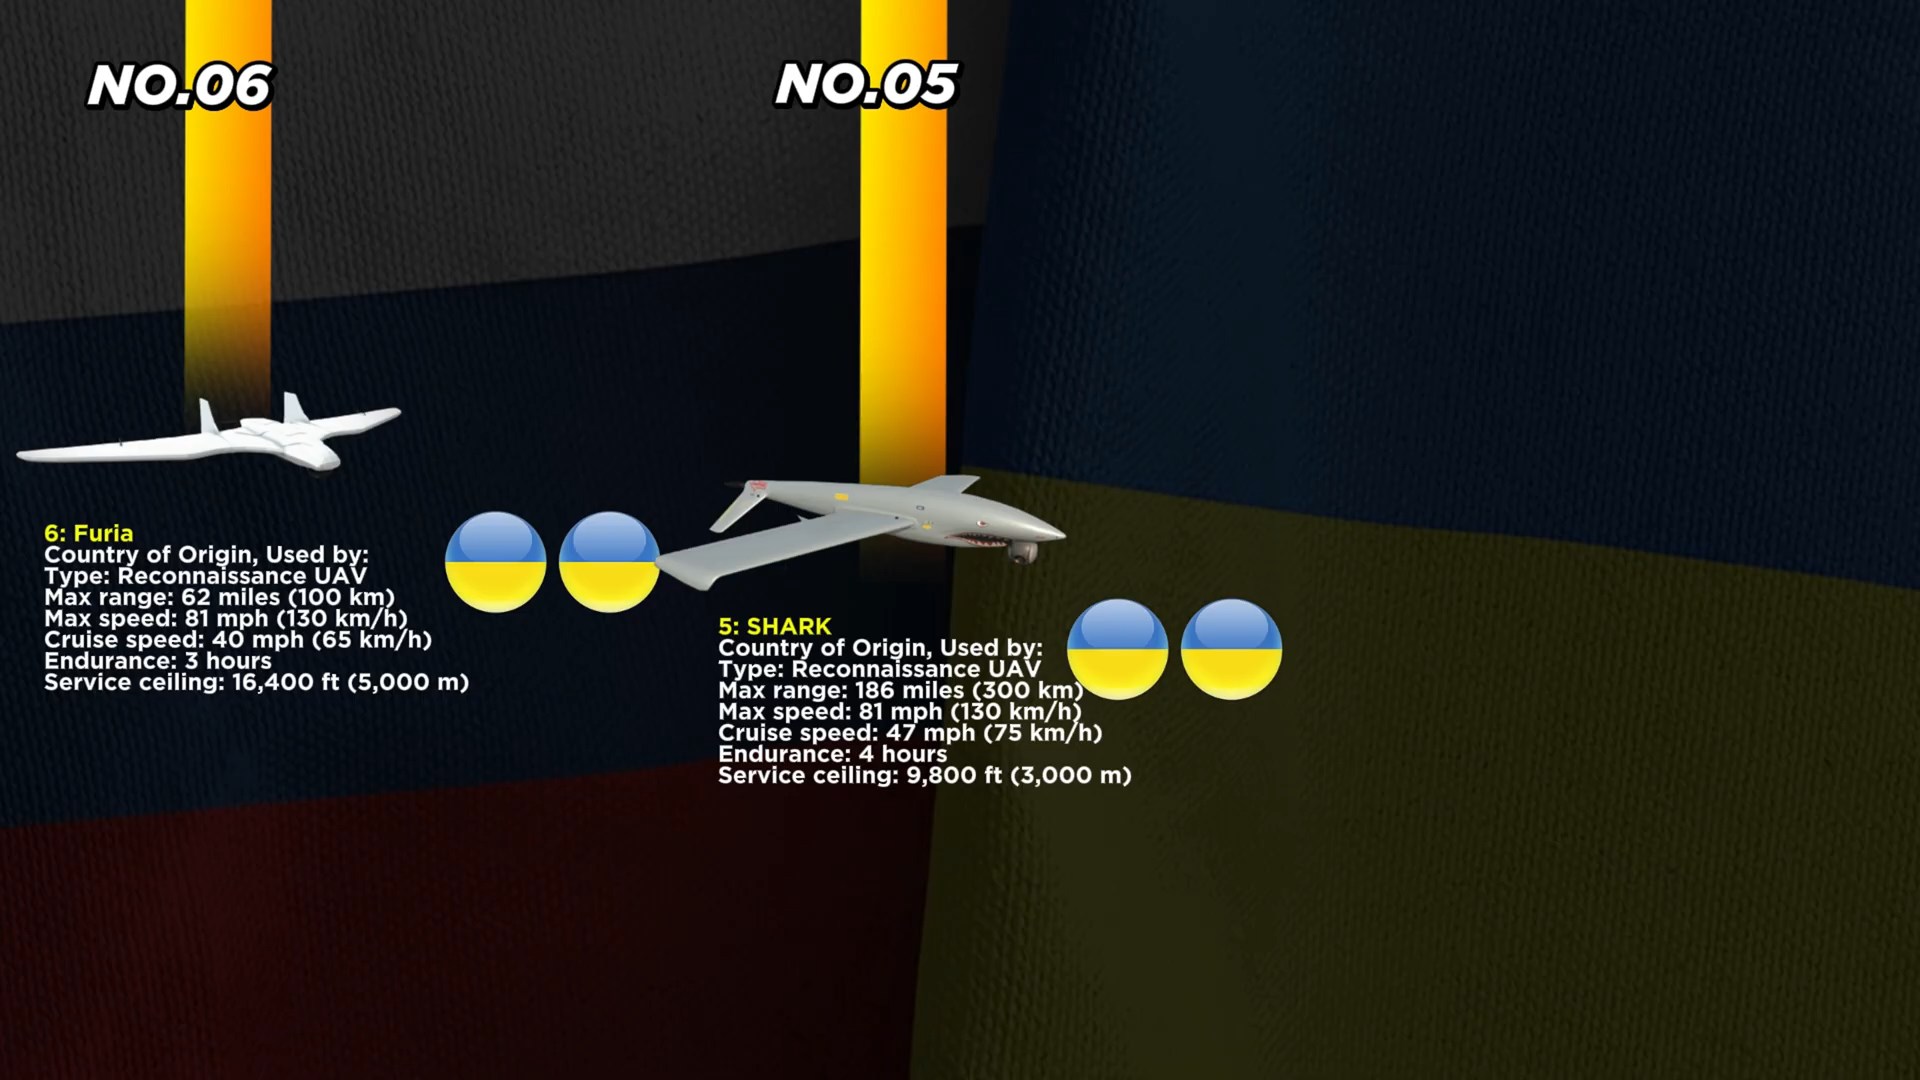 NO.06
NO.05
6: Furia
Country of Origin, Used by:
Type: Reconnaissance UAV
Max range: 62 miles (100 km)
Max speed: 81 mph (130 km/h)
Cruise speed: 40 mph (65 km/h)
Endurance: 3 hours
Service ceiling: 16,400 ft (5,000 m)
5: SHARK
Country of Origin, Used by:
Type: Reconnaissance UAV
Max range: 186 miles (300 km)
Max speed: 81 mph (130 km/h)
Cruise speed: 47 mph (75 km/h)
Endurance: 4 hours
Service ceiling: 9,800 ft (3,000 m)